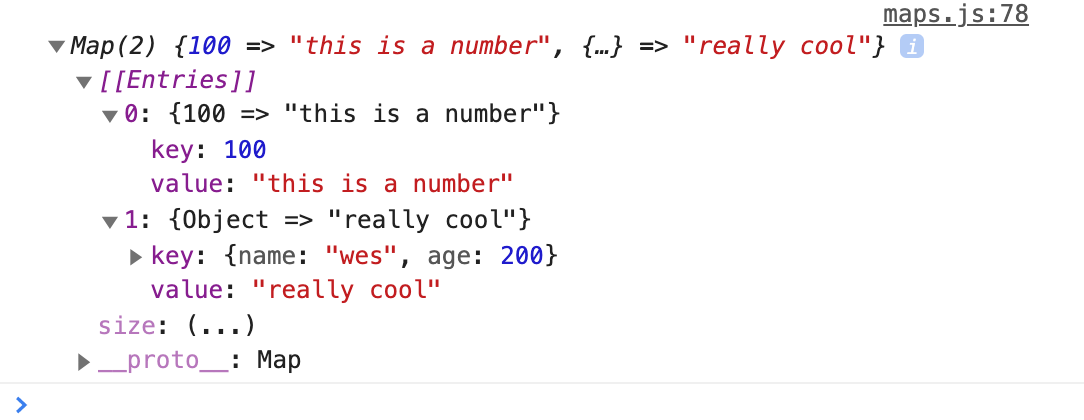 maps.js:78
Map(2) {100 => "this is a number", {…} => "really cool"} i
[[Entries]]
0: {100 => "this is a number"}
key: 100
value: "this is a number"
1: {Object => "really cool"}
key: {name: "wes", age: 200}
value: "really cool"
size: (...)
__proto__: Map